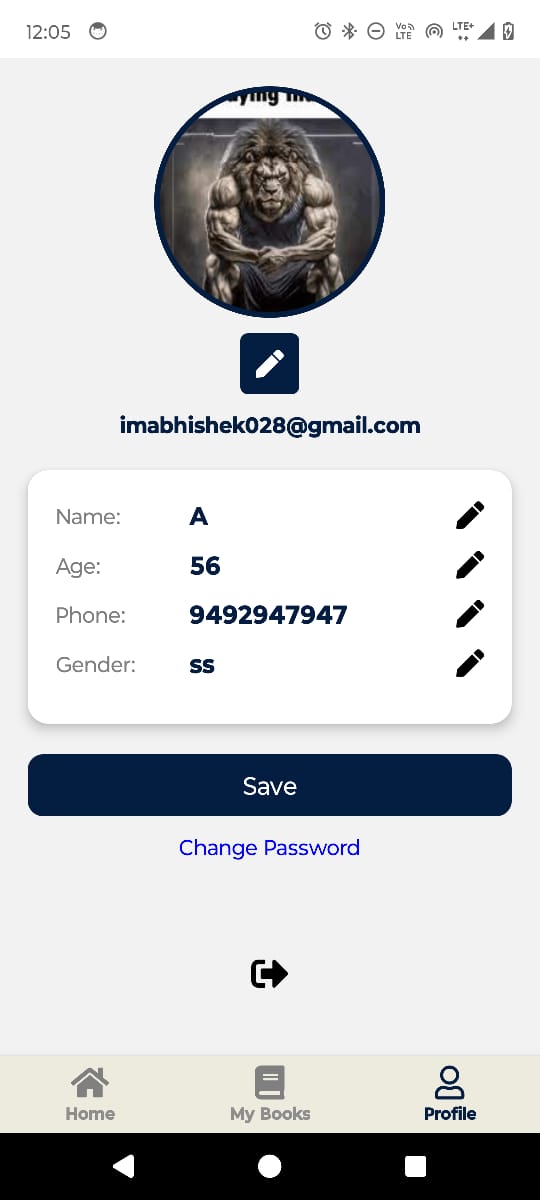 12:05
Vo LTE LTE+
imabhishek028@gmail.com
Name: A
Age: 56
Phone: 9492947947
Gender: ss
Save
Change Password
Home My Books Profile